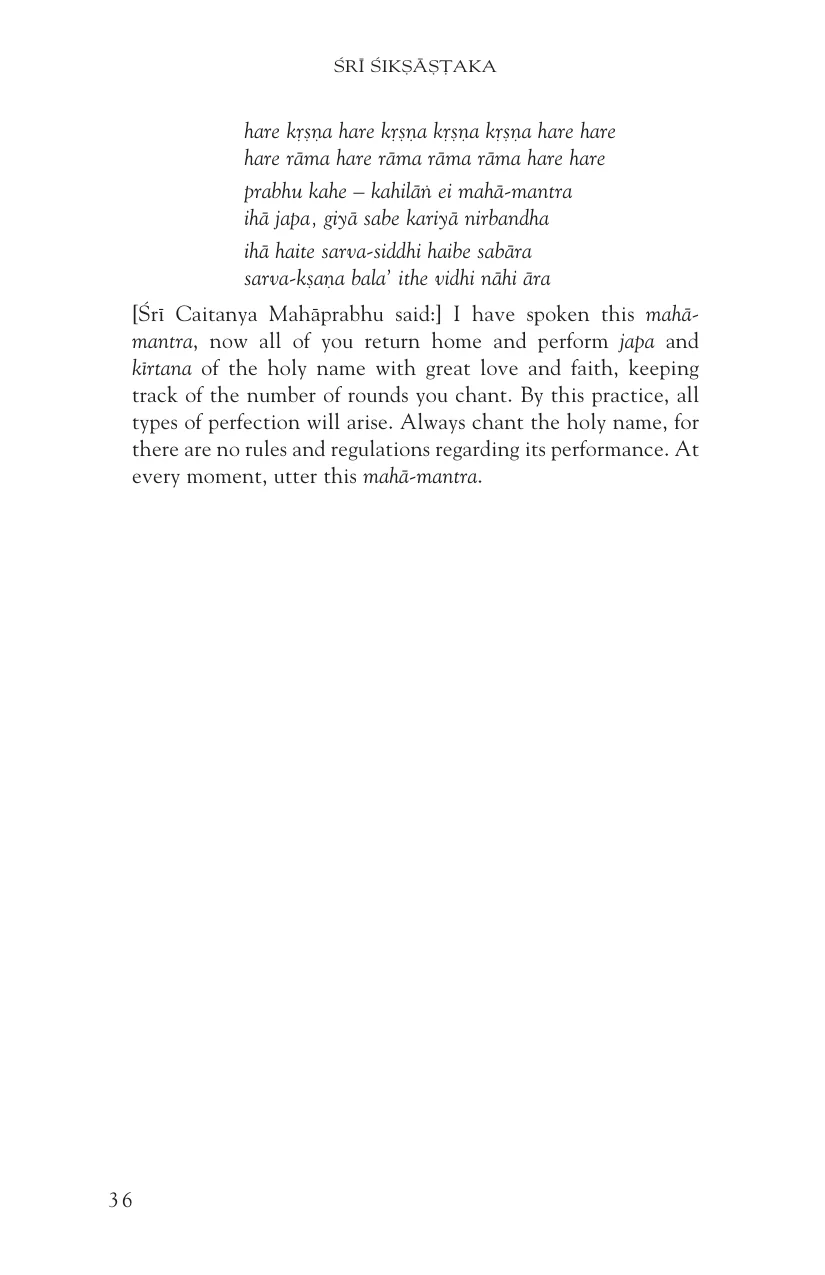 ŚRĪ ŚIKṢĀṢṬAKA
hare kṛṣṇa hare kṛṣṇa kṛṣṇa kṛṣṇa hare hare
hare rāma hare rāma rāma rāma hare hare
prabhu kahe – kahilāṅ ei mahā-mantra
ihā japa, giyā sabe kariyā nirbandha
ihā haite sarva-siddhi haibe sabāra
sarva-kṣaṇa bala’ ithe vidhi nāhi āra
[Śrī Caitanya Mahāprabhu said:] I have spoken this mahā-
mantra, now all of you return home and perform japa and
kīrtana of the holy name with great love and faith, keeping
track of the number of rounds you chant. By this practice, all
types of perfection will arise. Always chant the holy name, for
there are no rules and regulations regarding its performance. At
every moment, utter this mahā-mantra.
36